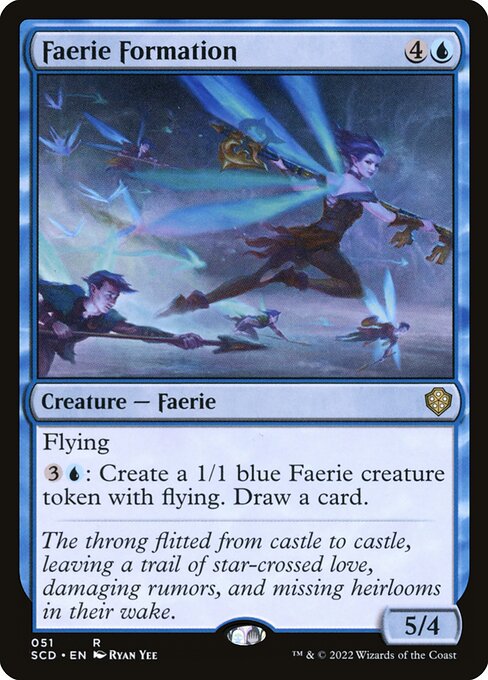 Faerie Formation 4
Creature — Faerie
Flying
3 : Create a 1/1 blue Faerie creature
token with flying. Draw a card.
The throng flitted from castle to castle,
leaving a trail of star-crossed love,
damaging rumors, and missing heirlooms
in their wake.
5/4
051 R
SCD • EN Ryan Yee
™ & © 2022 Wizards of the Coast